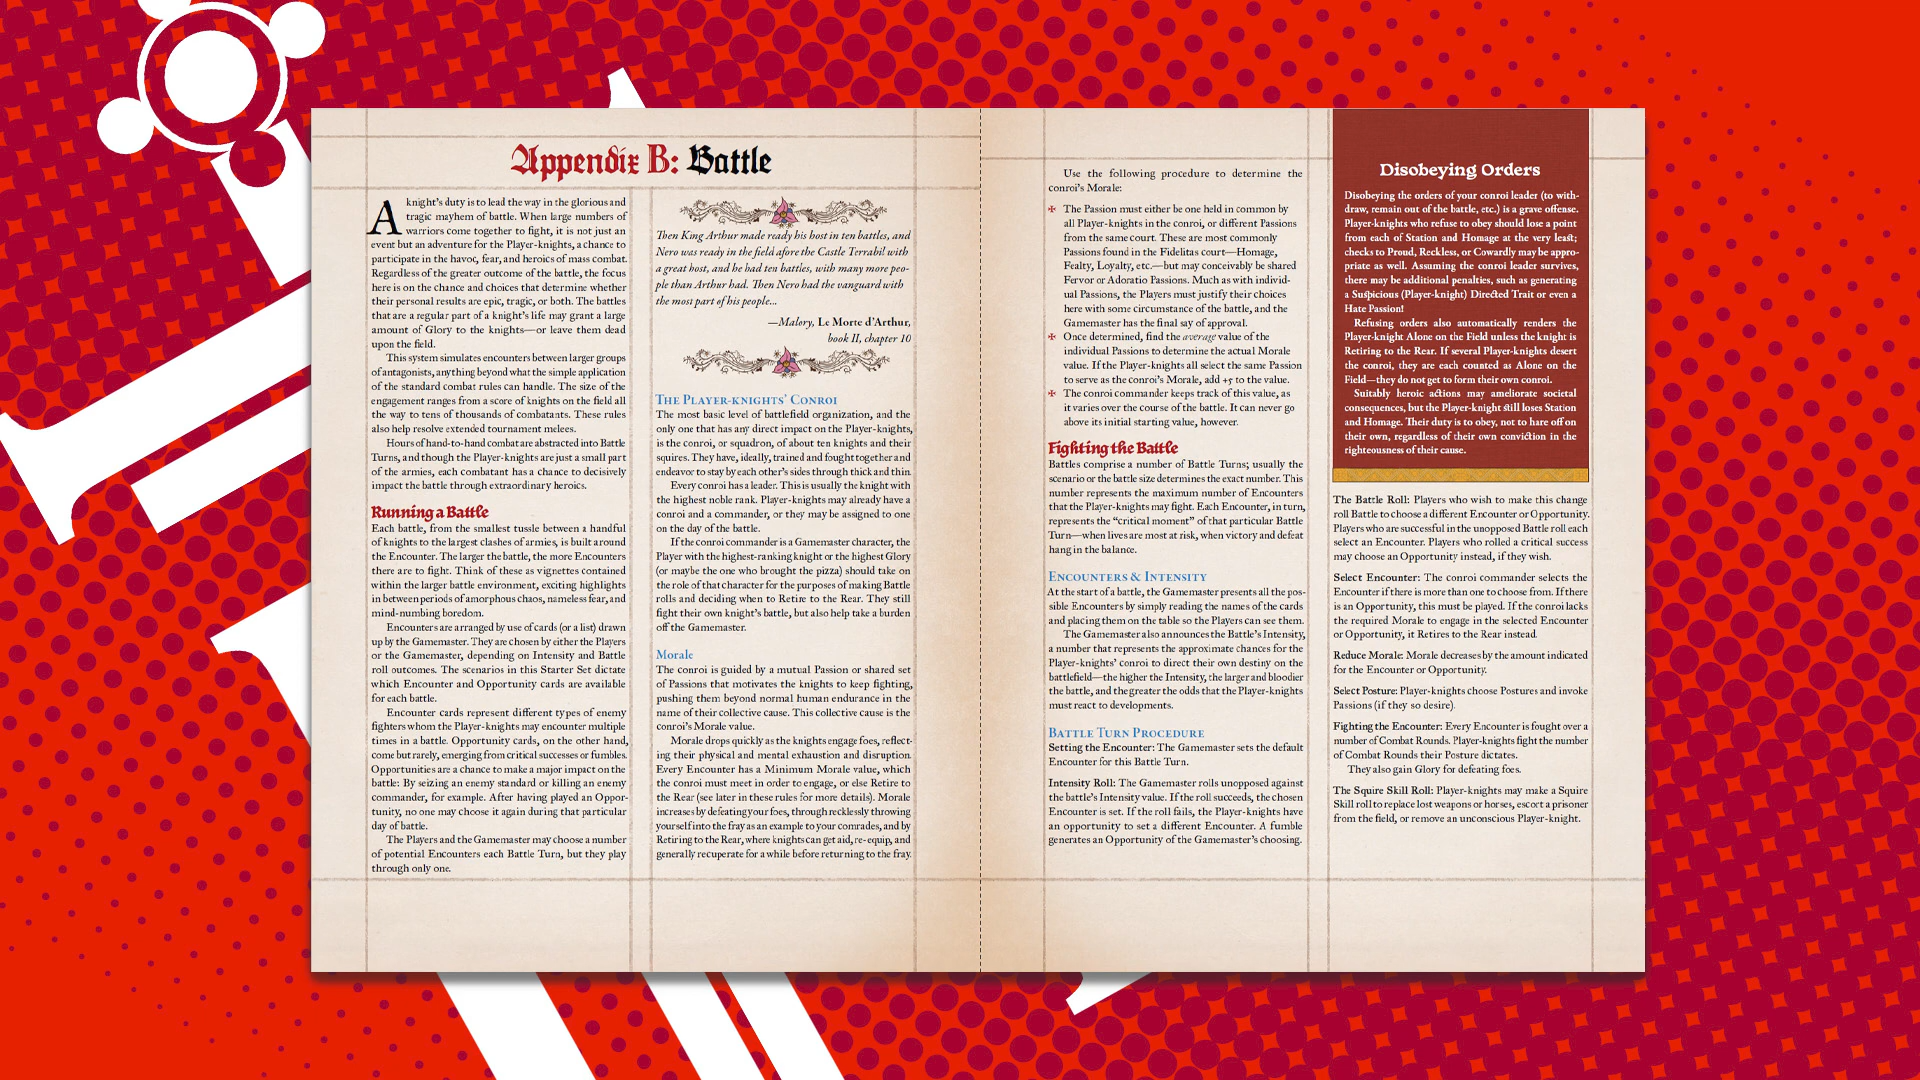 Appendix B: Battle
A knight's duty is to lead the way in the glorious and
tragic mayhem of battle. When large numbers of
warriors come together to fight, it is not just an
event but an adventure for the Player-knights, a chance to
participate in the havoc, fear, and heroics of mass combat.
Regardless of the greater outcome of the battle, the focus
here is on the chance and choices that determine whether
their personal results are epic, tragic, or both. The battles
that are a regular part of a knight's life may grant a large
amount of Glory to the knights—or leave them dead
upon the field.
This system simulates encounters between larger groups
of antagonists, anything beyond what the simple application
of the standard combat rules can handle. The size of the
engagement ranges from a score of knights on the field all
the way to tens of thousands of combatants. These rules
also help resolve extended tournament melees.
Hours of hand-to-hand combat are abstracted into Battle
Turns, and though the Player-knights are just a small part
of the armies, each combatant has a chance to decisively
impact the battle through extraordinary heroics.
Running a Battle
Each battle, from the smallest tussle between a handful
of knights to the largest clashes of armies, is built around
the Encounter. The larger the battle, the more Encounters
there are to fight. Think of these as vignettes contained
within the larger battle environment, exciting highlights
in between periods of amorphous chaos, nameless fear, and
mind-numbing boredom.
Encounters are arranged by use of cards (or a list) drawn
up by the Gamemaster. They are chosen by either the Players
or the Gamemaster, depending on Intensity and Battle
roll outcomes. The scenarios in this Starter Set dictate
which Encounter and Opportunity cards are available
for each battle.
Encounter cards represent different types of enemy
fighters whom the Player-knights may encounter multiple
times in a battle. Opportunity cards, on the other hand,
come but rarely, emerging from critical successes or fumbles.
Opportunities are a chance to make a major impact on the
battle: By seizing an enemy standard or killing an enemy
commander, for example. After having played an Oppor-
tunity, no one may choose it again during that particular
day of battle.
The Players and the Gamemaster may choose a number
of potential Encounters each Battle Turn, but they play
through only one.
Then King Arthur made ready his host in ten battles, and
Nero was ready in the field afore the Castle Terrabil with
a great host, and he had ten battles, with many more peo-
ple than Arthur had. Then Nero had the vanguard with
the most part of his people...
—Malory, Le Morte d'Arthur,
book II, chapter 10
The Player-knights' Conroi
The most basic level of battlefield organization, and the
only one that has any direct impact on the Player-knights,
is the conroi, or squadron, of about ten knights and their
squires. They have, ideally, trained and fought together and
endeavor to stay by each other's sides through thick and thin.
Every conroi has a leader. This is usually the knight with
the highest noble rank. Player-knights may already have a
conroi and a commander, or they may be assigned to one
on the day of the battle.
If the conroi commander is a Gamemaster character, the
Player with the highest-ranking knight or the highest Glory
(or maybe the one who brought the pizza) should take on
the role of that character for the purposes of making Battle
rolls and deciding when to Retire to the Rear. They still
fight their own knight's battle, but also help take a burden
off the Gamemaster.
Morale
The conroi is guided by a mutual Passion or shared set
of Passions that motivates the knights to keep fighting,
pushing them beyond normal human endurance in the
name of their collective cause. This collective cause is the
conroi's Morale value.
Morale drops quickly as the knights engage foes, reflect-
ing their physical and mental exhaustion and disruption.
Every Encounter has a Minimum Morale value, which
the conroi must meet in order to engage, or else Retire to
the Rear (see later in these rules for more details). Morale
increases by defeating your foes, through recklessly throwing
yourself into the fray as an example to your comrades, and by
Retiring to the Rear, where knights can get aid, re-equip, and
generally recuperate for a while before returning to the fray.
Use the following procedure to determine the
conroi's Morale:
✠ The Passion must either be one held in common by
all Player-knights in the conroi, or different Passions
from the same court. These are most commonly
Passions found in the Fidelitas court—Homage,
Fealty, Loyalty, etc.—but may conceivably be shared
Fervor or Adoratio Passions. Much as with individ-
ual Passions, the Players must justify their choices
here with some circumstance of the battle, and the
Gamemaster has the final say of approval.
✠ Once determined, find the average value of the
individual Passions to determine the actual Morale
value. If the Player-knights all select the same Passion
to serve as the conroi's Morale, add +5 to the value.
✠ The conroi commander keeps track of this value, as
it varies over the course of the battle. It can never go
above its initial starting value, however.
Fighting the Battle
Battles comprise a number of Battle Turns; usually the
scenario or the battle size determines the exact number. This
number represents the maximum number of Encounters
that the Player-knights may fight. Each Encounter, in turn,
represents the "critical moment" of that particular Battle
Turn—when lives are most at risk, when victory and defeat
hang in the balance.
Encounters & Intensity
At the start of a battle, the Gamemaster presents all the pos-
sible Encounters by simply reading the names of the cards
and placing them on the table so the Players can see them.
The Gamemaster also announces the Battle's Intensity,
a number that represents the approximate chances for the
Player-knights' conroi to direct their own destiny on the
battlefield—the higher the Intensity, the larger and bloodier
the battle, and the greater the odds that the Player-knights
must react to developments.
Battle Turn Procedure
Setting the Encounter: The Gamemaster sets the default
Encounter for this Battle Turn.
Intensity Roll: The Gamemaster rolls unopposed against
the battle's Intensity value. If the roll succeeds, the chosen
Encounter is set. If the roll fails, the Player-knights have
an opportunity to set a different Encounter. A fumble
generates an Opportunity of the Gamemaster's choosing.
Disobeying Orders
Disobeying the orders of your conroi leader (to with-
draw, remain out of the battle, etc.) is a grave offense.
Player-knights who refuse to obey should lose a point
from each of Station and Homage at the very least;
checks to Proud, Reckless, or Cowardly may be appro-
priate as well. Assuming the conroi leader survives,
there may be additional penalties, such as generating
a Suspicious (Player-knight) Directed Trait or even a
Hate Passion!
Refusing orders also automatically renders the
Player-knight Alone on the Field unless the knight is
Retiring to the Rear. If several Player-knights desert
the conroi, they are each counted as Alone on the
Field—they do not get to form their own conroi.
Suitably heroic actions may ameliorate societal
consequences, but the Player-knight still loses Station
and Homage. Their duty is to obey, not to hare off on
their own, regardless of their own conviction in the
righteousness of their cause.
The Battle Roll: Players who wish to make this change
roll Battle to choose a different Encounter or Opportunity.
Players who are successful in the unopposed Battle roll each
select an Encounter. Players who rolled a critical success
may choose an Opportunity instead, if they wish.
Select Encounter: The conroi commander selects the
Encounter if there is more than one to choose from. If there
is an Opportunity, this must be played. If the conroi lacks
the required Morale to engage in the selected Encounter
or Opportunity, it Retires to the Rear instead.
Reduce Morale: Morale decreases by the amount indicated
for the Encounter or Opportunity.
Select Posture: Player-knights choose Postures and invoke
Passions (if they so desire).
Fighting the Encounter: Every Encounter is fought over a
number of Combat Rounds. Player-knights fight the number
of Combat Rounds their Posture dictates.
They also gain Glory for defeating foes.
The Squire Skill Roll: Player-knights may make a Squire
Skill roll to replace lost weapons or horses, escort a prisoner
from the field, or remove an unconscious Player-knight.